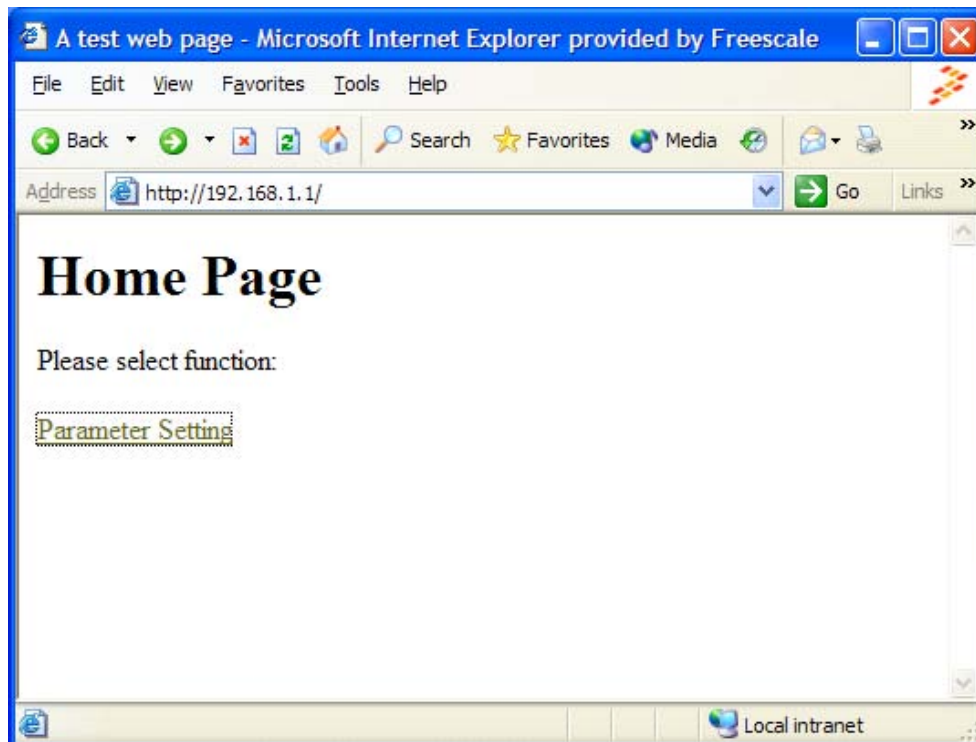 A test web page - Microsoft Internet Explorer provided by Freescale
File Edit View Favorites Tools Help
Back Search Favorites Media »
Address http://192.168.1.1/ Go Links »
Home Page
Please select function:
Parameter Setting
Local intranet